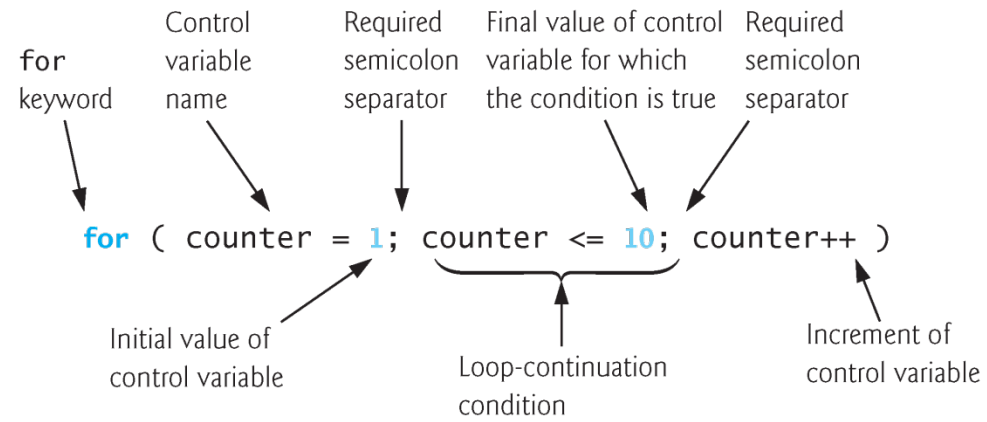 for
keyword
Control
variable
name
Required
semicolon
separator
Final value of control
variable for which
the condition is true
Required
semicolon
separator
for ( counter = 1; counter <= 10; counter++ )
Initial value of
control variable
Loop-continuation
condition
Increment of
control variable